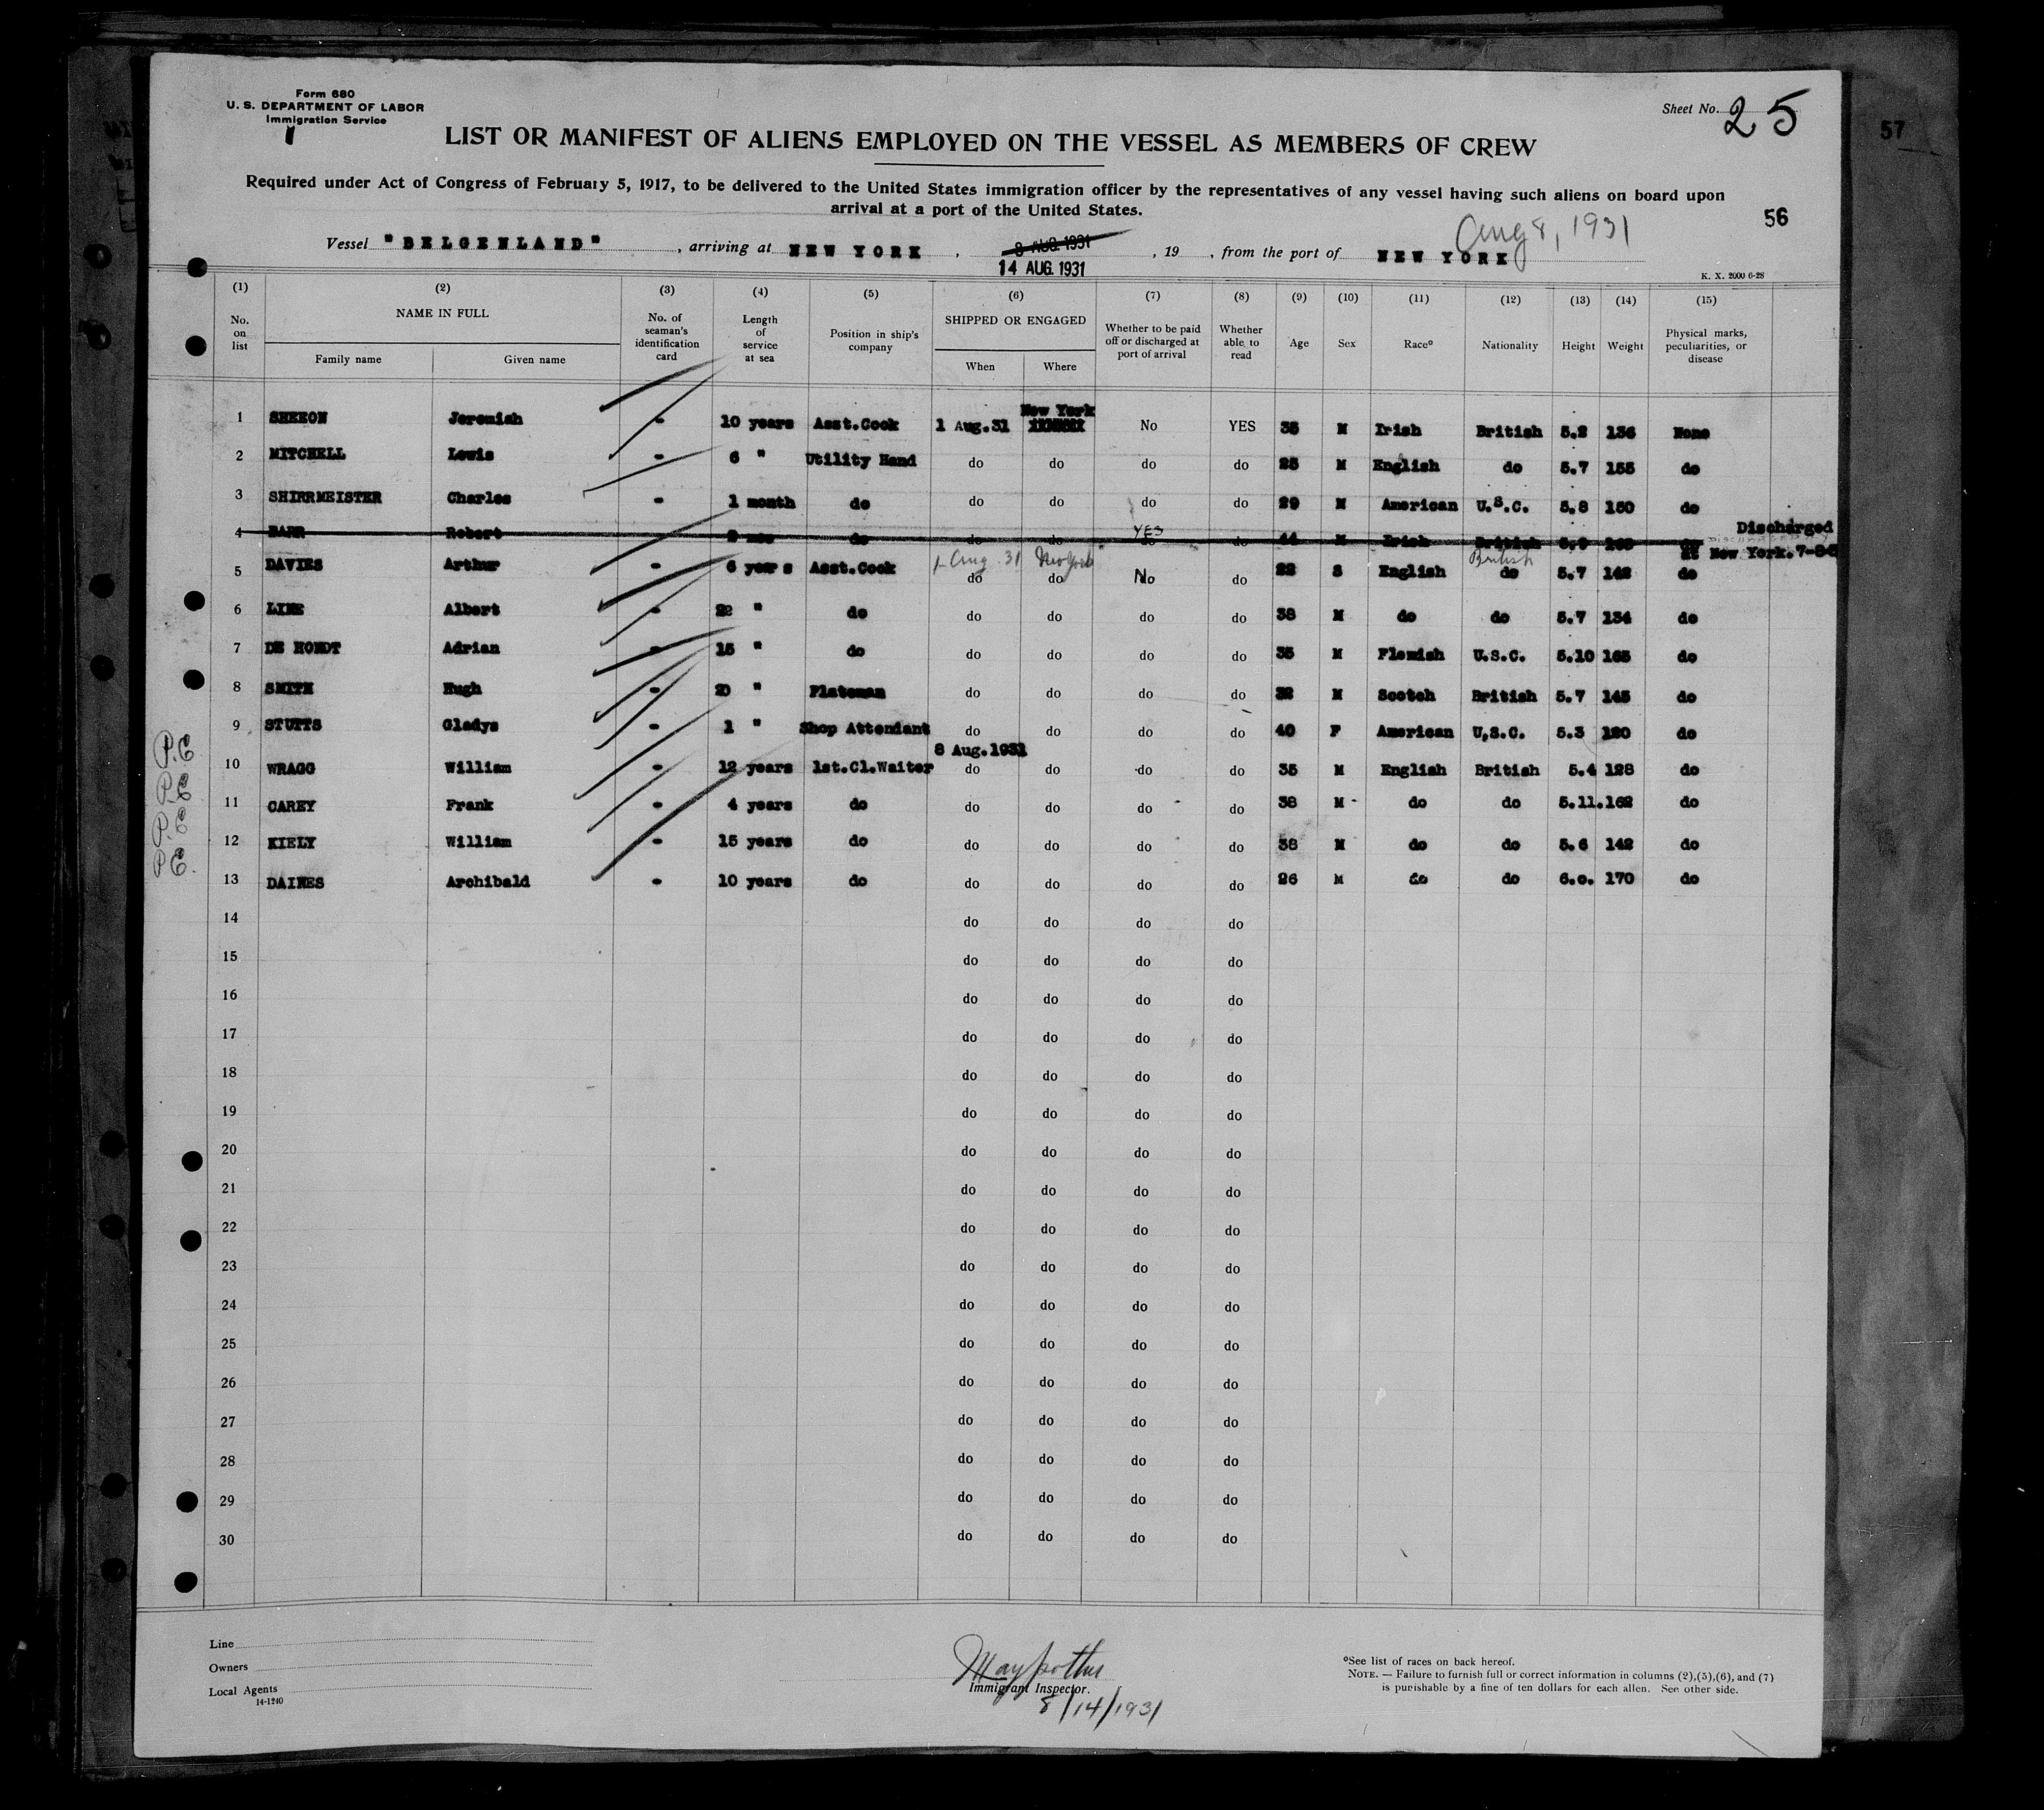 Form 680
U. S. DEPARTMENT OF LABOR
Immigration Service
Sheet No. 25
57
LIST OR MANIFEST OF ALIENS EMPLOYED ON THE VESSEL AS MEMBERS OF CREW
Required under Act of Congress of February 5, 1917, to be delivered to the United States immigration officer by the representatives of any vessel having such aliens on board upon
arrival at a port of the United States.
56
Aug 8, 1931
Vessel "BELGENLAND", arriving at NEW YORK, 8 AUG. 1931, 19 , from the port of NEW YORK
14 AUG. 1931
K. X. 2000 6-28
(1) (2) (3) (4) (5) (6) (7) (8) (9) (10) (11) (12) (13) (14) (15)
No. on list
NAME IN FULL
Family name Given name
No. of seaman's identification card
Length of service at sea
Position in ship's company
SHIPPED OR ENGAGED
When Where
Whether to be paid off or discharged at port of arrival
Whether able to read
Age Sex Race* Nationality Height Weight
Physical marks, peculiarities, or disease
New York
1 SHEEON Jeremiah - 10 years Asst.Cook 1 Aug.31 No YES 35 M Irish British 5.2 136 None
2 MITCHELL Lewis - 6 " Utility Hand do do do do 25 M English do 5.7 155 do
3 SHIRRMEISTER Charles - 1 month do do do do do 29 M American U.S.C. 5.8 150 do
YES
Discharged
4 BARR Robert do do do do do 44 M Irish British do
New York.7-8-
1 Aug 31 New York British
5 DAVIES Arthur - 6 years Asst.Cook do do No do 22 S English do 5.7 142 do
6 LINE Albert - 22 " do do do do do 38 M do do 5.7 134 do
7 DE HONDT Adrian - 15 " do do do do do 35 M Flemish U.S.C. 5.10 165 do
8 SMITH Hugh - 20 " Plateman do do do do 32 M Scotch British 5.7 145 do
9 STUTTS Gladys - 1 " Shop Attendant do do do do 40 F American U.S.C. 5.3 120 do
8 Aug.1931
P.E
10 WRAGG William - 12 years 1st.Cl.Waiter do do do do 35 M English British 5.4 128 do
P.E
11 CAREY Frank - 4 years do do do do do 38 M do do 5.11. 162 do
P.E
12 KIELY William - 15 years do do do do do 38 M do do 5.6 142 do
P.E.
13 DAINES Archibald - 10 years do do do do do 26 M do do 6.0. 170 do
14 do do do do
15 do do do do
16 do do do do
17 do do do do
18 do do do do
19 do do do do
20 do do do do
21 do do do do
22 do do do do
23 do do do do
24 do do do do
25 do do do do
26 do do do do
27 do do do do
28 do do do do
29 do do do do
30 do do do do
Line
Owners
Local Agents
14-1240
Immigrant Inspector.
8/14/1931
*See list of races on back hereof.
NOTE. — Failure to furnish full or correct information in columns (2),(5),(6), and (7)
is punishable by a fine of ten dollars for each alien. See other side.